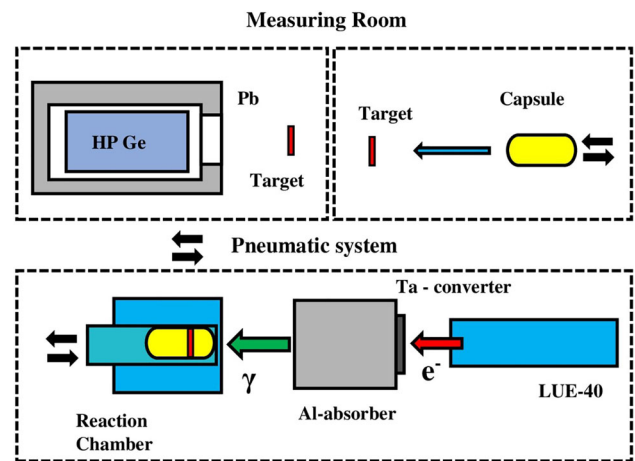 Measuring Room
Pb
HP Ge
Target
Target
Capsule
Pneumatic system
Ta - converter
γ
e-
Al-absorber
LUE-40
Reaction
Chamber